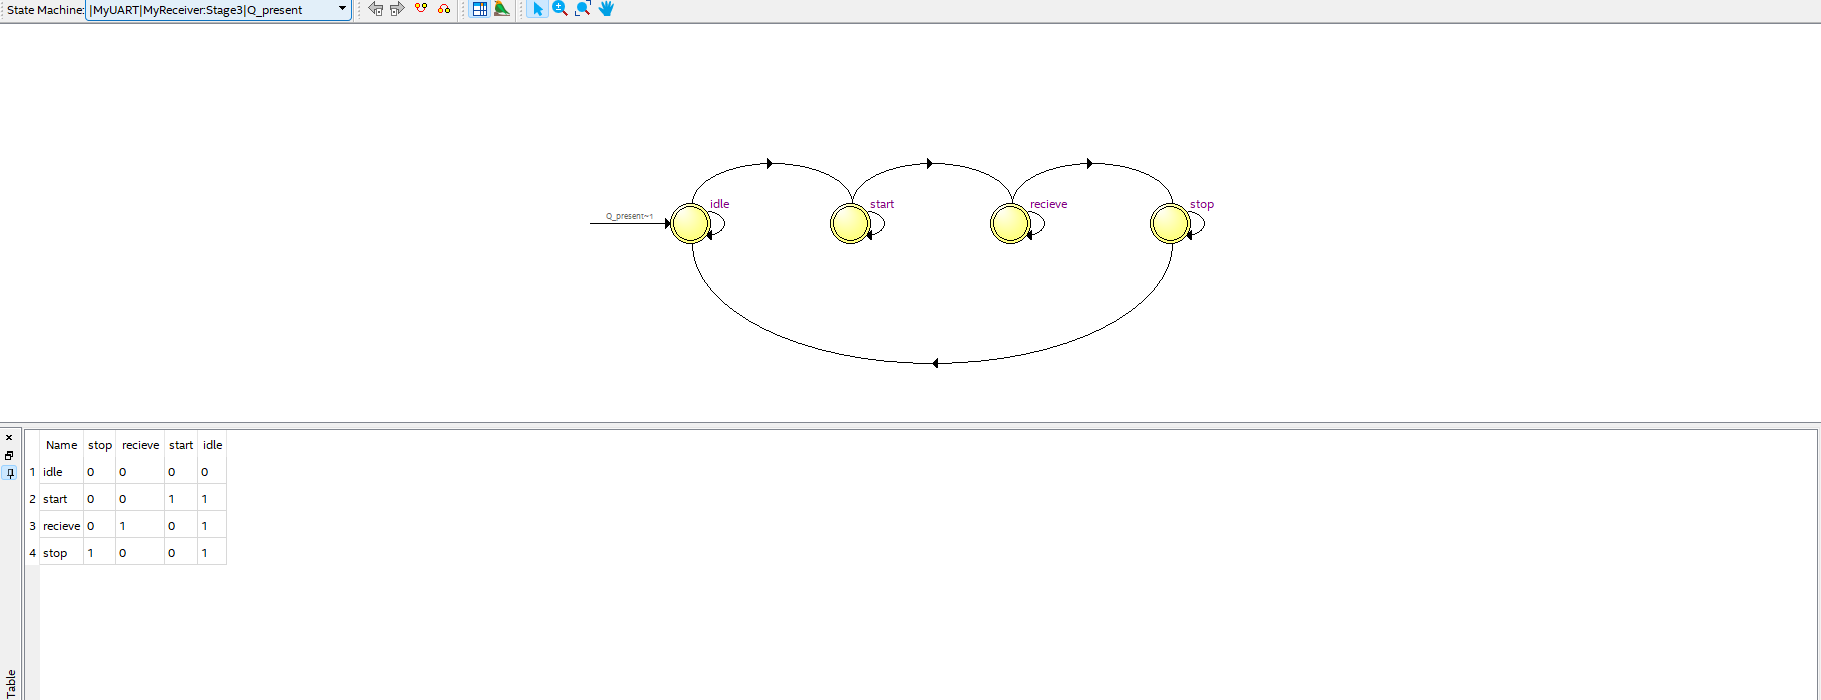 State Machine: |MyUART|MyReceiver:Stage3|Q_present
idle start recieve stop
Q_present~1
Name stop recieve start idle
1 idle 0 0 0 0
2 start 0 0 1 1
3 recieve 0 1 0 1
4 stop 1 0 0 1
Table